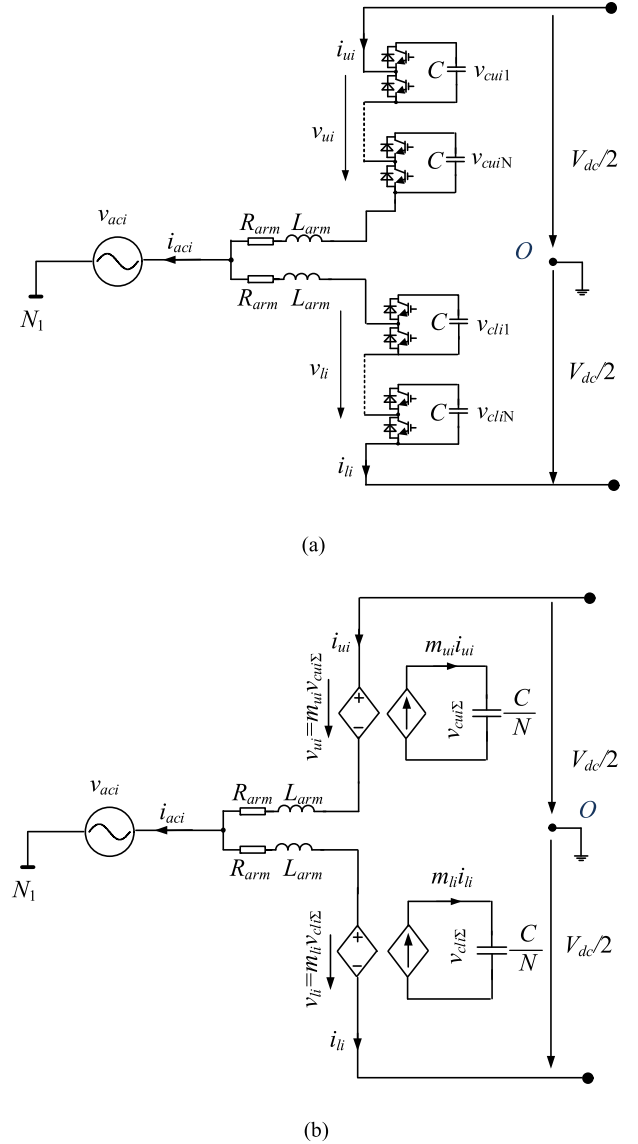 i_ui
C v_cui1
v_ui
C v_cuiN
V_dc/2
v_aci
R_arm L_arm
i_aci
O
R_arm L_arm
N_1
C v_cli1
v_li
V_dc/2
C v_cliN
i_li
(a)
i_ui
m_ui i_ui
v_ui=m_ui v_cuiΣ
v_cuiΣ
C
N
V_dc/2
v_aci
R_arm L_arm
i_aci
O
R_arm L_arm
N_1
m_li i_li
v_li=m_li v_cliΣ
v_cliΣ
C
N
V_dc/2
i_li
(b)